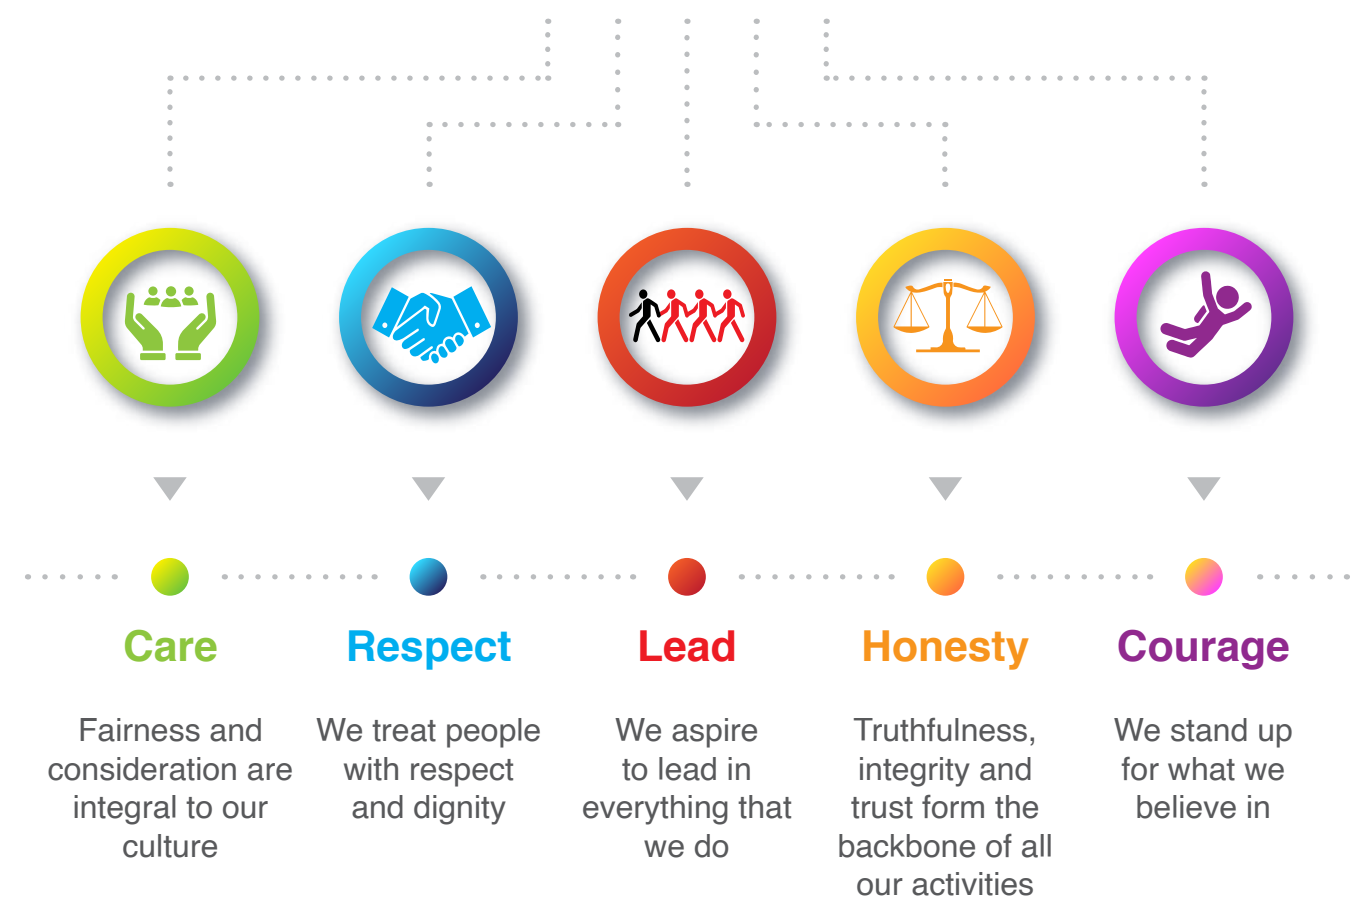 Care
Fairness and
consideration are
integral to our
culture
Respect
We treat people
with respect
and dignity
Lead
We aspire
to lead in
everything that
we do
Honesty
Truthfulness,
integrity and
trust form the
backbone of all
our activities
Courage
We stand up
for what we
believe in